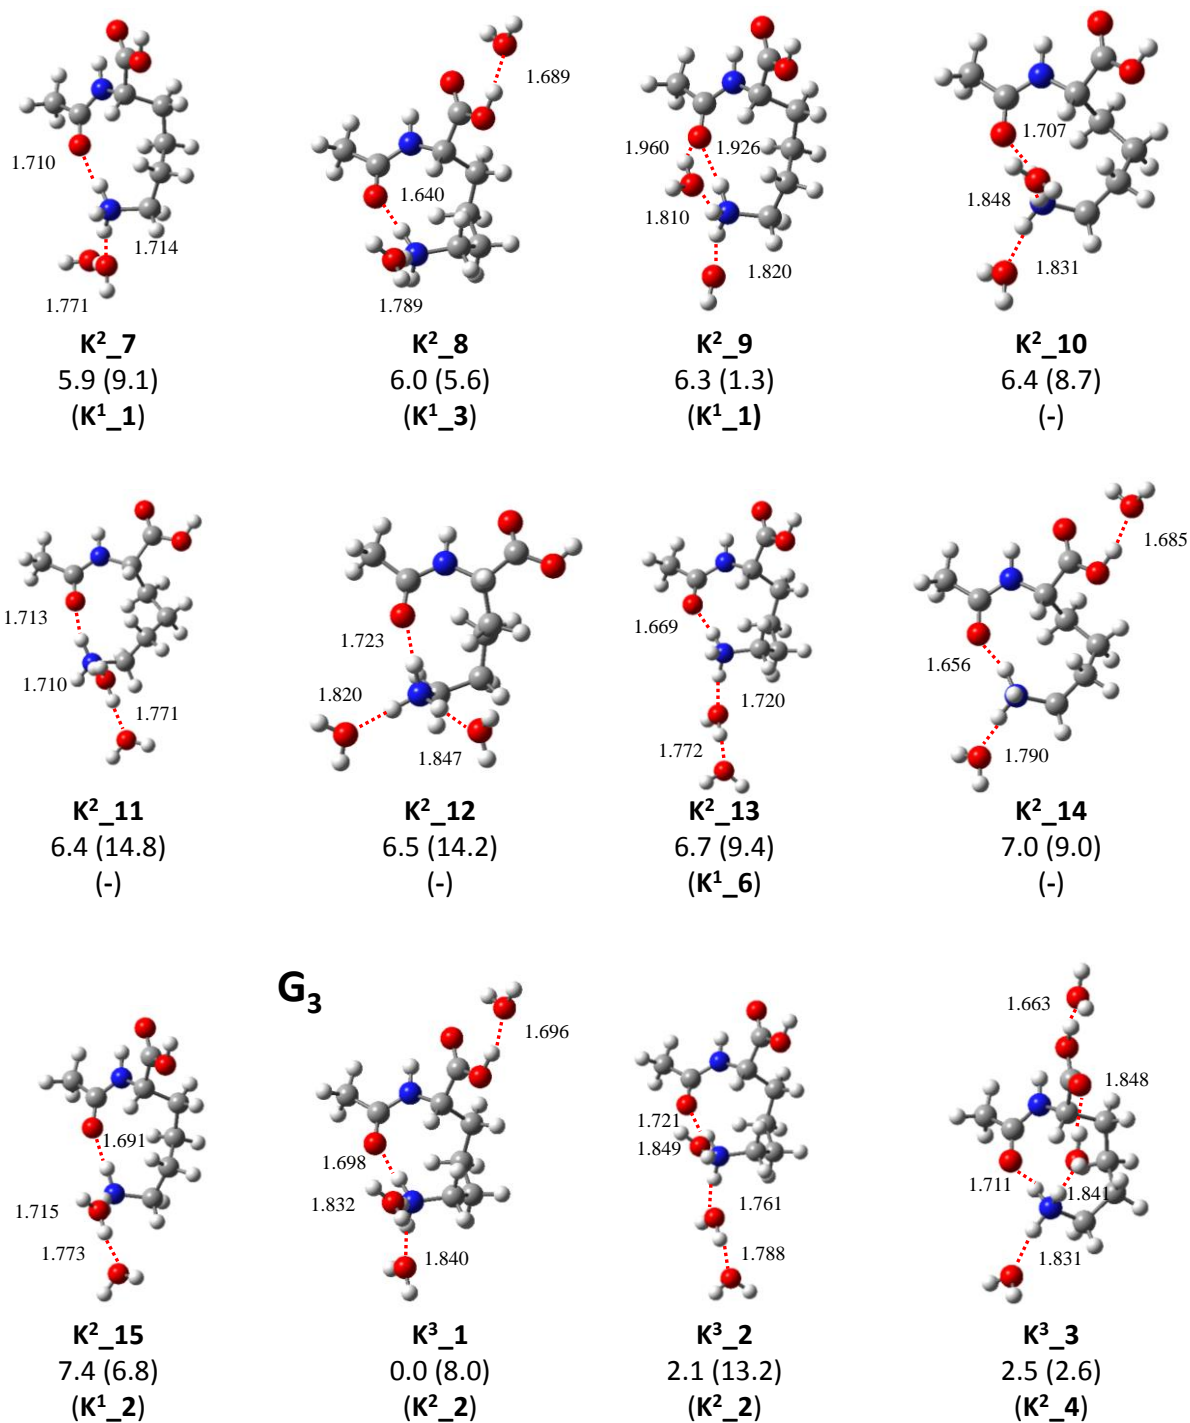 1.710
1.714
1.771
K²_7
5.9 (9.1)
(K¹_1)
1.689
1.640
1.789
K²_8
6.0 (5.6)
(K¹_3)
1.960
1.926
1.810
1.820
K²_9
6.3 (1.3)
(K¹_1)
1.707
1.848
1.831
K²_10
6.4 (8.7)
(-)
1.713
1.710
1.771
K²_11
6.4 (14.8)
(-)
1.723
1.820
1.847
K²_12
6.5 (14.2)
(-)
1.669
1.720
1.772
K²_13
6.7 (9.4)
(K¹_6)
1.685
1.656
1.790
K²_14
7.0 (9.0)
(-)
1.691
1.715
1.773
K²_15
7.4 (6.8)
(K¹_2)
G₃
1.696
1.698
1.832
1.840
K³_1
0.0 (8.0)
(K²_2)
1.721
1.849
1.761
1.788
K³_2
2.1 (13.2)
(K²_2)
1.663
1.848
1.711
1.841
1.831
K³_3
2.5 (2.6)
(K²_4)